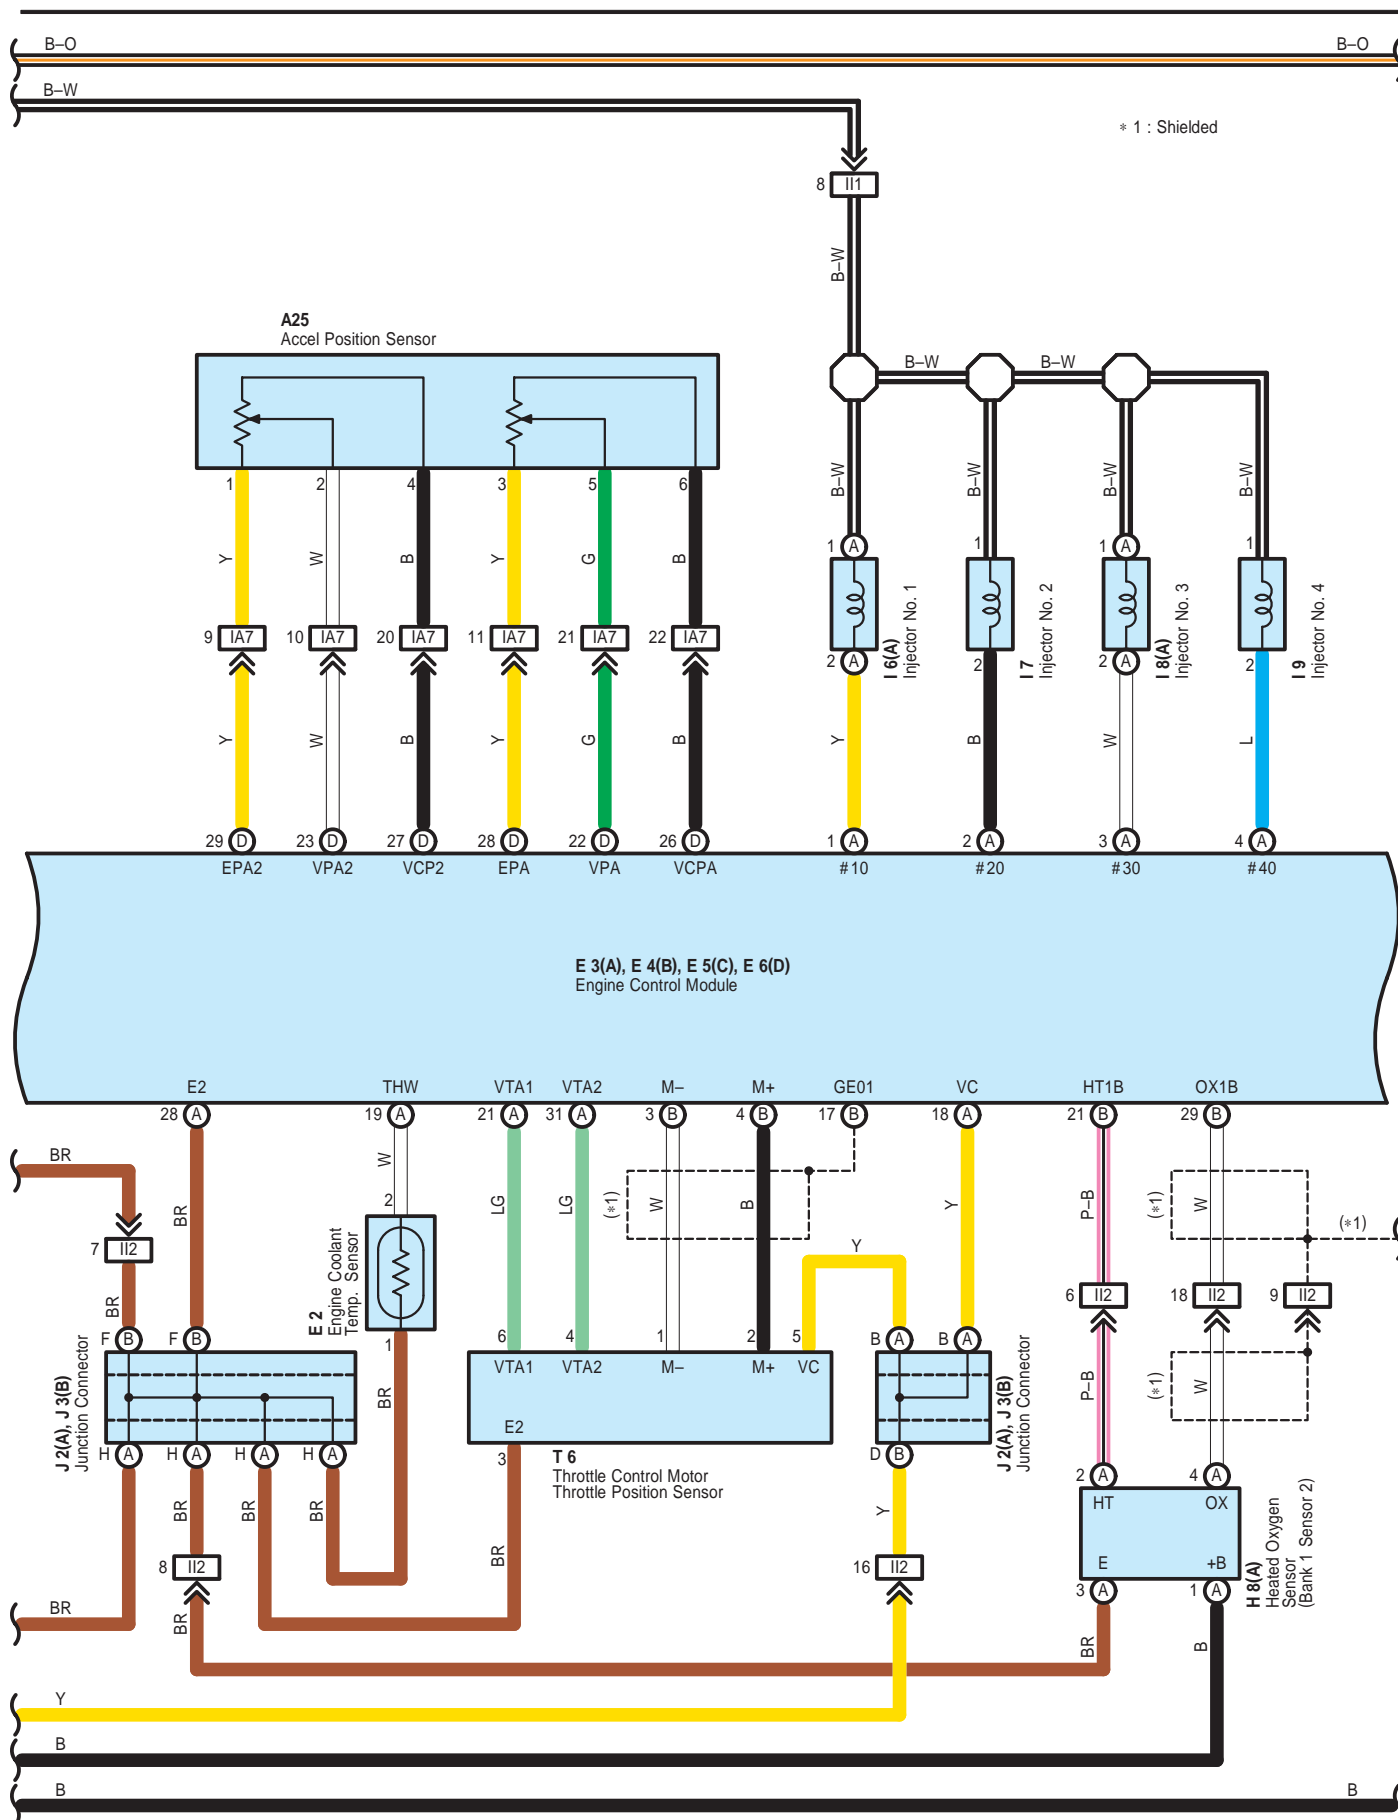 B–O B–O
B–W
* 1 : Shielded
8 II1
B–W
A25
Accel Position Sensor
B–W B–W
1 2 4 3 5 6
B–W B–W B–W B–W
1 A 1 1 A 1
Y W B Y G B
I 6(A)
Injector No. 1
I 7
Injector No. 2
I 8(A)
Injector No. 3
I 9
Injector No. 4
9 IA7 10 IA7 20 IA7 11 IA7 21 IA7 22 IA7
2 A 2 2 A 2
Y W B Y G B Y B W L
29 D 23 D 27 D 28 D 22 D 26 D 1 A 2 A 3 A 4 A
EPA2 VPA2 VCP2 EPA VPA VCPA #10 #20 #30 #40
E 3(A), E 4(B), E 5(C), E 6(D)
Engine Control Module
E2 THW VTA1 VTA2 M– M+ GE01 VC HT1B OX1B
28 A 19 A 21 A 31 A 3 B 4 B 17 B 18 A 21 B 29 B
BR
W
BR LG LG (*1) W B Y P–B (*1) W (*1)
2
7 II2
Y
E 2
Engine Coolant
Temp. Sensor
BR
6 II2 18 II2 9 II2
F B F B 1 6 4 1 2 5 B A B A
VTA1 VTA2 M– M+ VC
J 2(A), J 3(B)
Junction Connector
BR
P–B (*1) W
J 2(A), J 3(B)
Junction Connector
E2
H A H A H A H A 3 D B
T 6
Throttle Control Motor
Throttle Position Sensor
2 A 4 A
HT OX
BR BR BR BR Y
8 II2 16 II2
E +B
H 8(A)
Heated Oxygen
Sensor
(Bank 1 Sensor 2)
3 A 1 A
BR
BR BR B
Y
B
B B